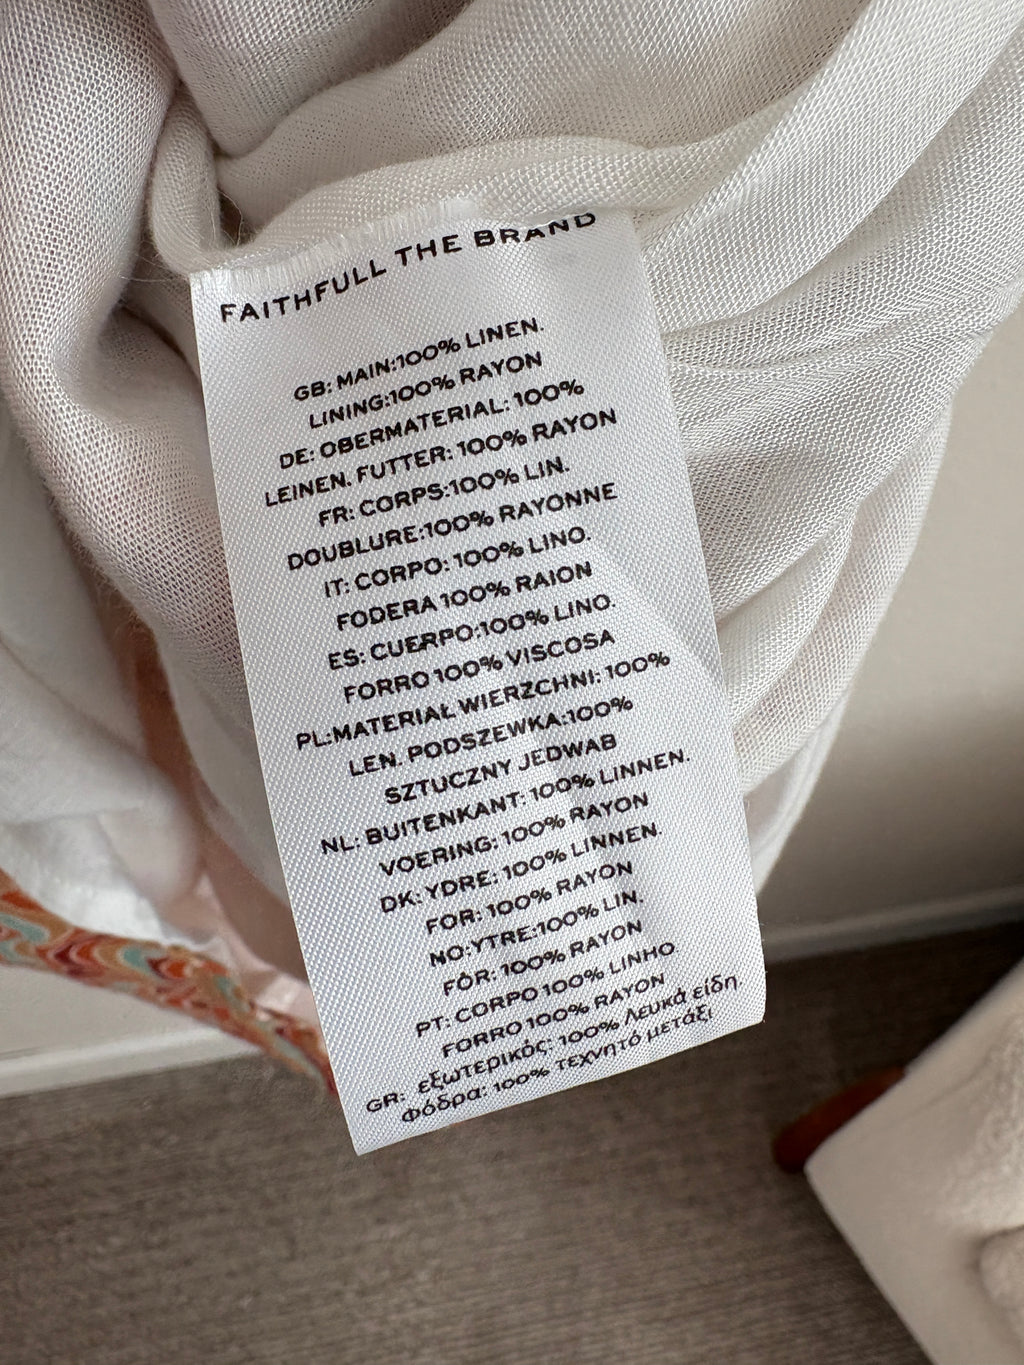 FAITHFULL THE BRAND
GB: MAIN:100% LINEN.
LINING:100% RAYON
DE: OBERMATERIAL: 100%
LEINEN. FUTTER: 100% RAYON
FR: CORPS:100% LIN.
DOUBLURE:100% RAYONNE
IT: CORPO: 100% LINO.
FODERA 100% RAION
ES: CUERPO:100% LINO.
FORRO 100% VISCOSA
PL:MATERIAŁ WIERZCHNI: 100%
LEN. PODSZEWKA:100%
SZTUCZNY JEDWAB
NL: BUITENKANT: 100% LINNEN.
VOERING: 100% RAYON
DK: YDRE: 100% LINNEN.
FOR: 100% RAYON
NO:YTRE:100% LIN.
FÔR: 100% RAYON
PT: CORPO 100% LINHO
FORRO 100% RAYON
GR: εξωτερικός: 100% Λευκά είδη.
Φόδρα: 100% τεχνητό μετάξι